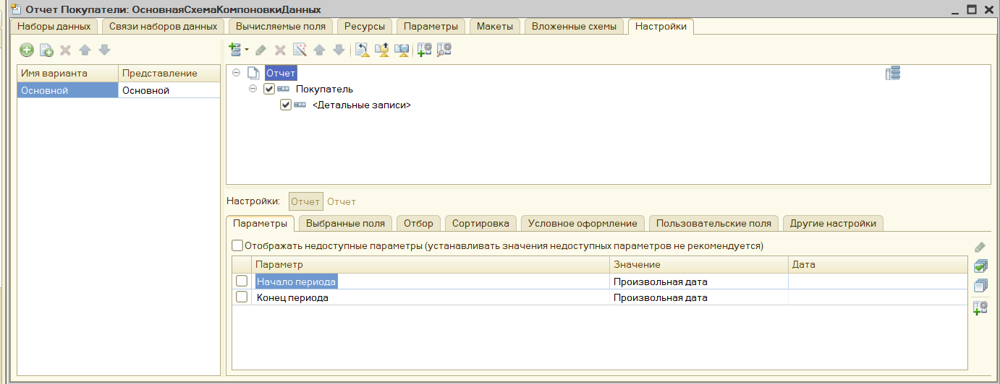 Отчет Покупатели: ОсновнаяСхемаКомпоновкиДанных
Наборы данных Связи наборов данных Вычисляемые поля Ресурсы Параметры Макеты Вложенные схемы Настройки
Имя варианта Представление
Основной Основной
Отчет
Покупатель
<Детальные записи>
Настройки: Отчет Отчет
Параметры Выбранные поля Отбор Сортировка Условное оформление Пользовательские поля Другие настройки
Отображать недоступные параметры (устанавливать значения недоступных параметров не рекомендуется)
Параметр Значение Дата
Начало периода Произвольная дата
Конец периода Произвольная дата